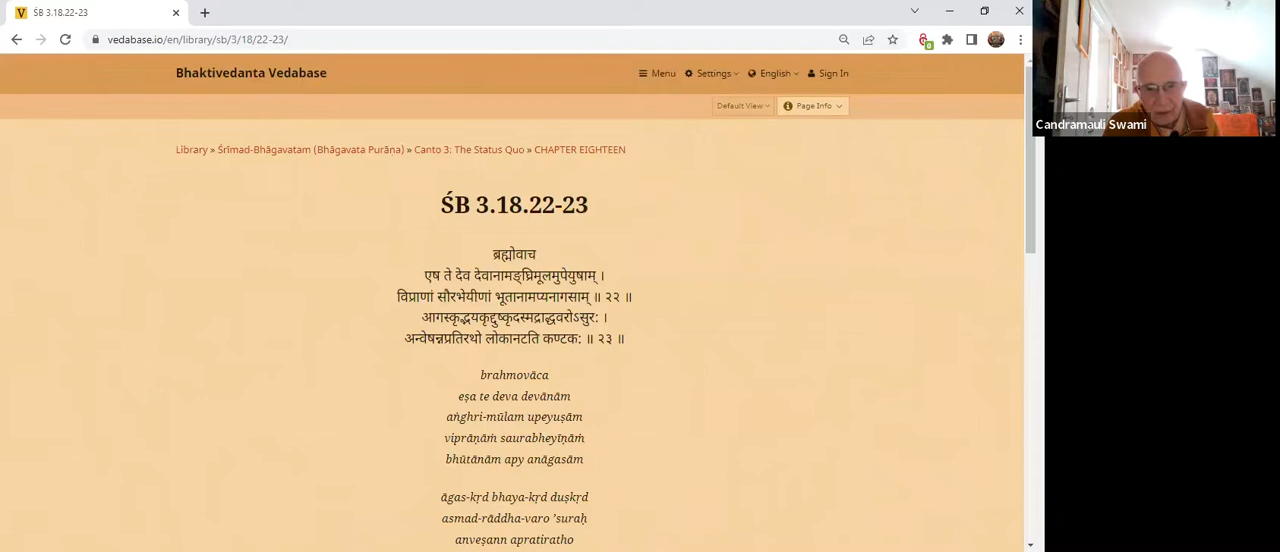 ŚB 3.18.22-23
vedabase.io/en/library/sb/3/18/22-23/
Bhaktivedanta Vedabase
Menu Settings English Sign In
Default View Page Info
Candramauli Swami
Library » Śrīmad-Bhāgavatam (Bhāgavata Purāṇa) » Canto 3: The Status Quo » CHAPTER EIGHTEEN
ŚB 3.18.22-23
ब्रह्मोवाच
एष ते देव देवानामङ्‌घ्रिमूलमुपेयुषाम् ।
विप्राणां सौरभेयीणां भूतानामप्यनागसाम् ॥ २२ ॥
आगस्कृद्भयकृद्दुष्कृदस्मद्राद्धवरोऽसुर: ।
अन्वेषन्नप्रतिरथो लोकानटति कण्टक: ॥ २३ ॥
brahmovāca
eṣa te deva devānām
aṅghri-mūlam upeyuṣām
viprāṇāṁ saurabheyīṇāṁ
bhūtānām apy anāgasām
āgas-kṛd bhaya-kṛd duṣkṛd
asmad-rāddha-varo ’suraḥ
anveṣann apratiratho